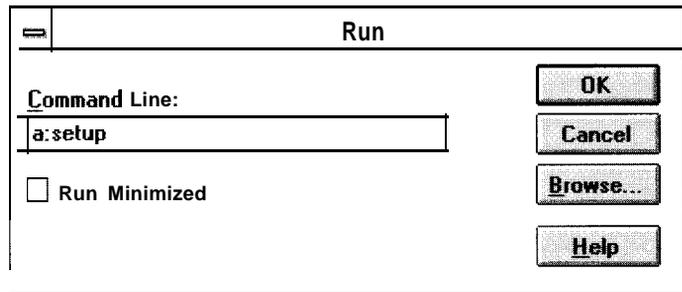 Run
Command Line:
a:setup
Run Minimized
OK
Cancel
Browse...
Help